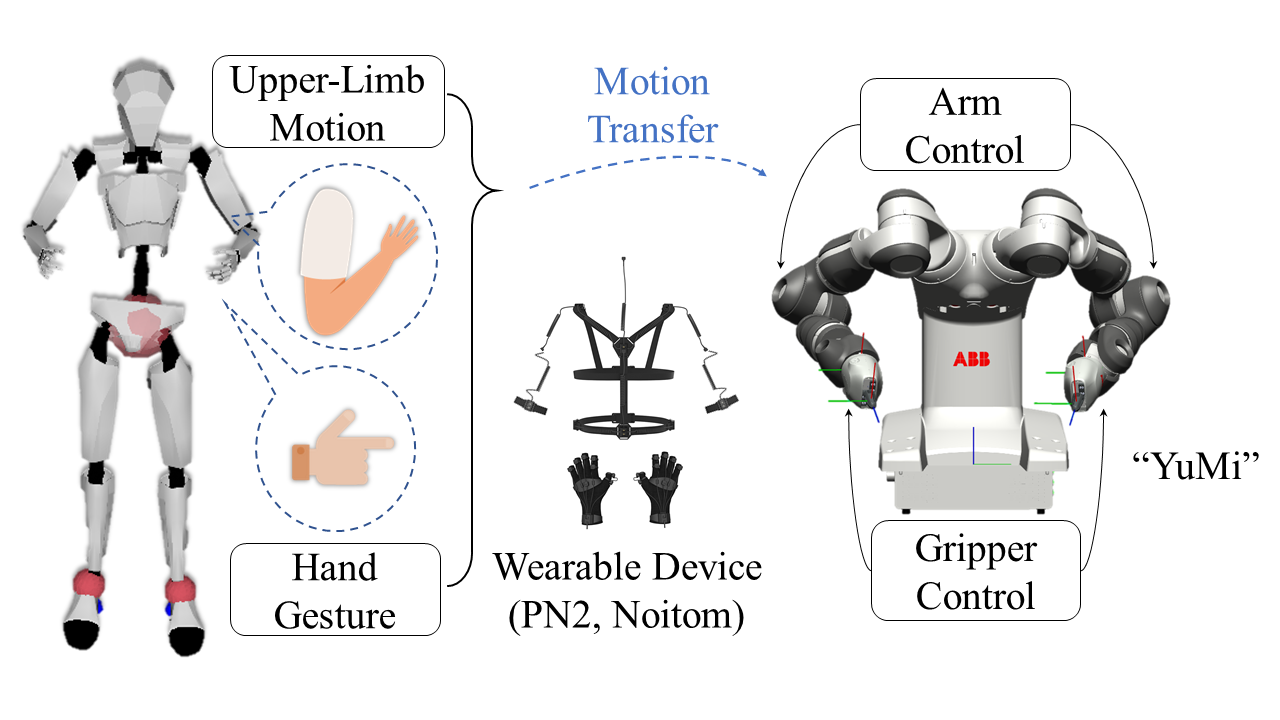 Upper-Limb
Motion
Hand
Gesture
Motion
Transfer
Wearable Device
(PN2, Noitom)
Arm
Control
ABB
“YuMi”
Gripper
Control